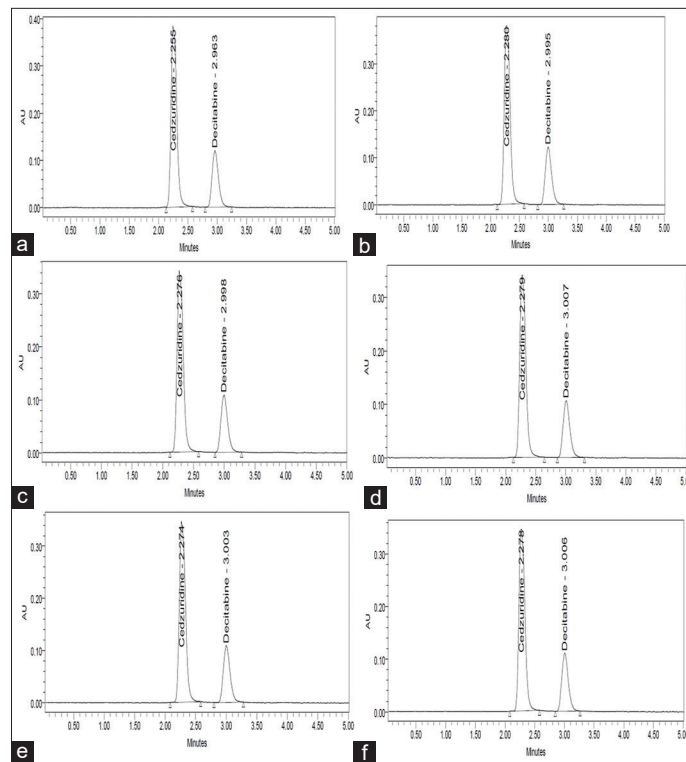 0.40
0.30
0.20
0.10
0.00
AU
Cedzuridine - 2.255
Decitabine - 2.963
0.50 1.00 1.50 2.00 2.50 3.00 3.50 4.00 4.50 5.00
Minutes
a
0.30
0.20
0.10
0.00
AU
Cedzuridine - 2.280
Decitabine - 2.995
0.50 1.00 1.50 2.00 2.50 3.00 3.50 4.00 4.50 5.00
Minutes
b
0.30
0.20
0.10
0.00
AU
Cedzuridine - 2.276
Decitabine - 2.998
0.50 1.00 1.50 2.00 2.50 3.00 3.50 4.00 4.50 5.00
Minutes
c
0.30
0.20
0.10
0.00
AU
Cedzuridine - 2.279
Decitabine - 3.007
0.50 1.00 1.50 2.00 2.50 3.00 3.50 4.00 4.50 5.0
Minutes
d
0.30
0.20
0.10
0.00
AU
Cedzuridine - 2.274
Decitabine - 3.003
0.50 1.00 1.50 2.00 2.50 3.00 3.50 4.00 4.50 5.00
Minutes
e
0.30
0.20
0.10
0.00
AU
Cedzuridine - 2.278
Decitabine - 3.006
0.50 1.00 1.50 2.00 2.50 3.00 3.50 4.00 4.50 5.0
Minutes
f